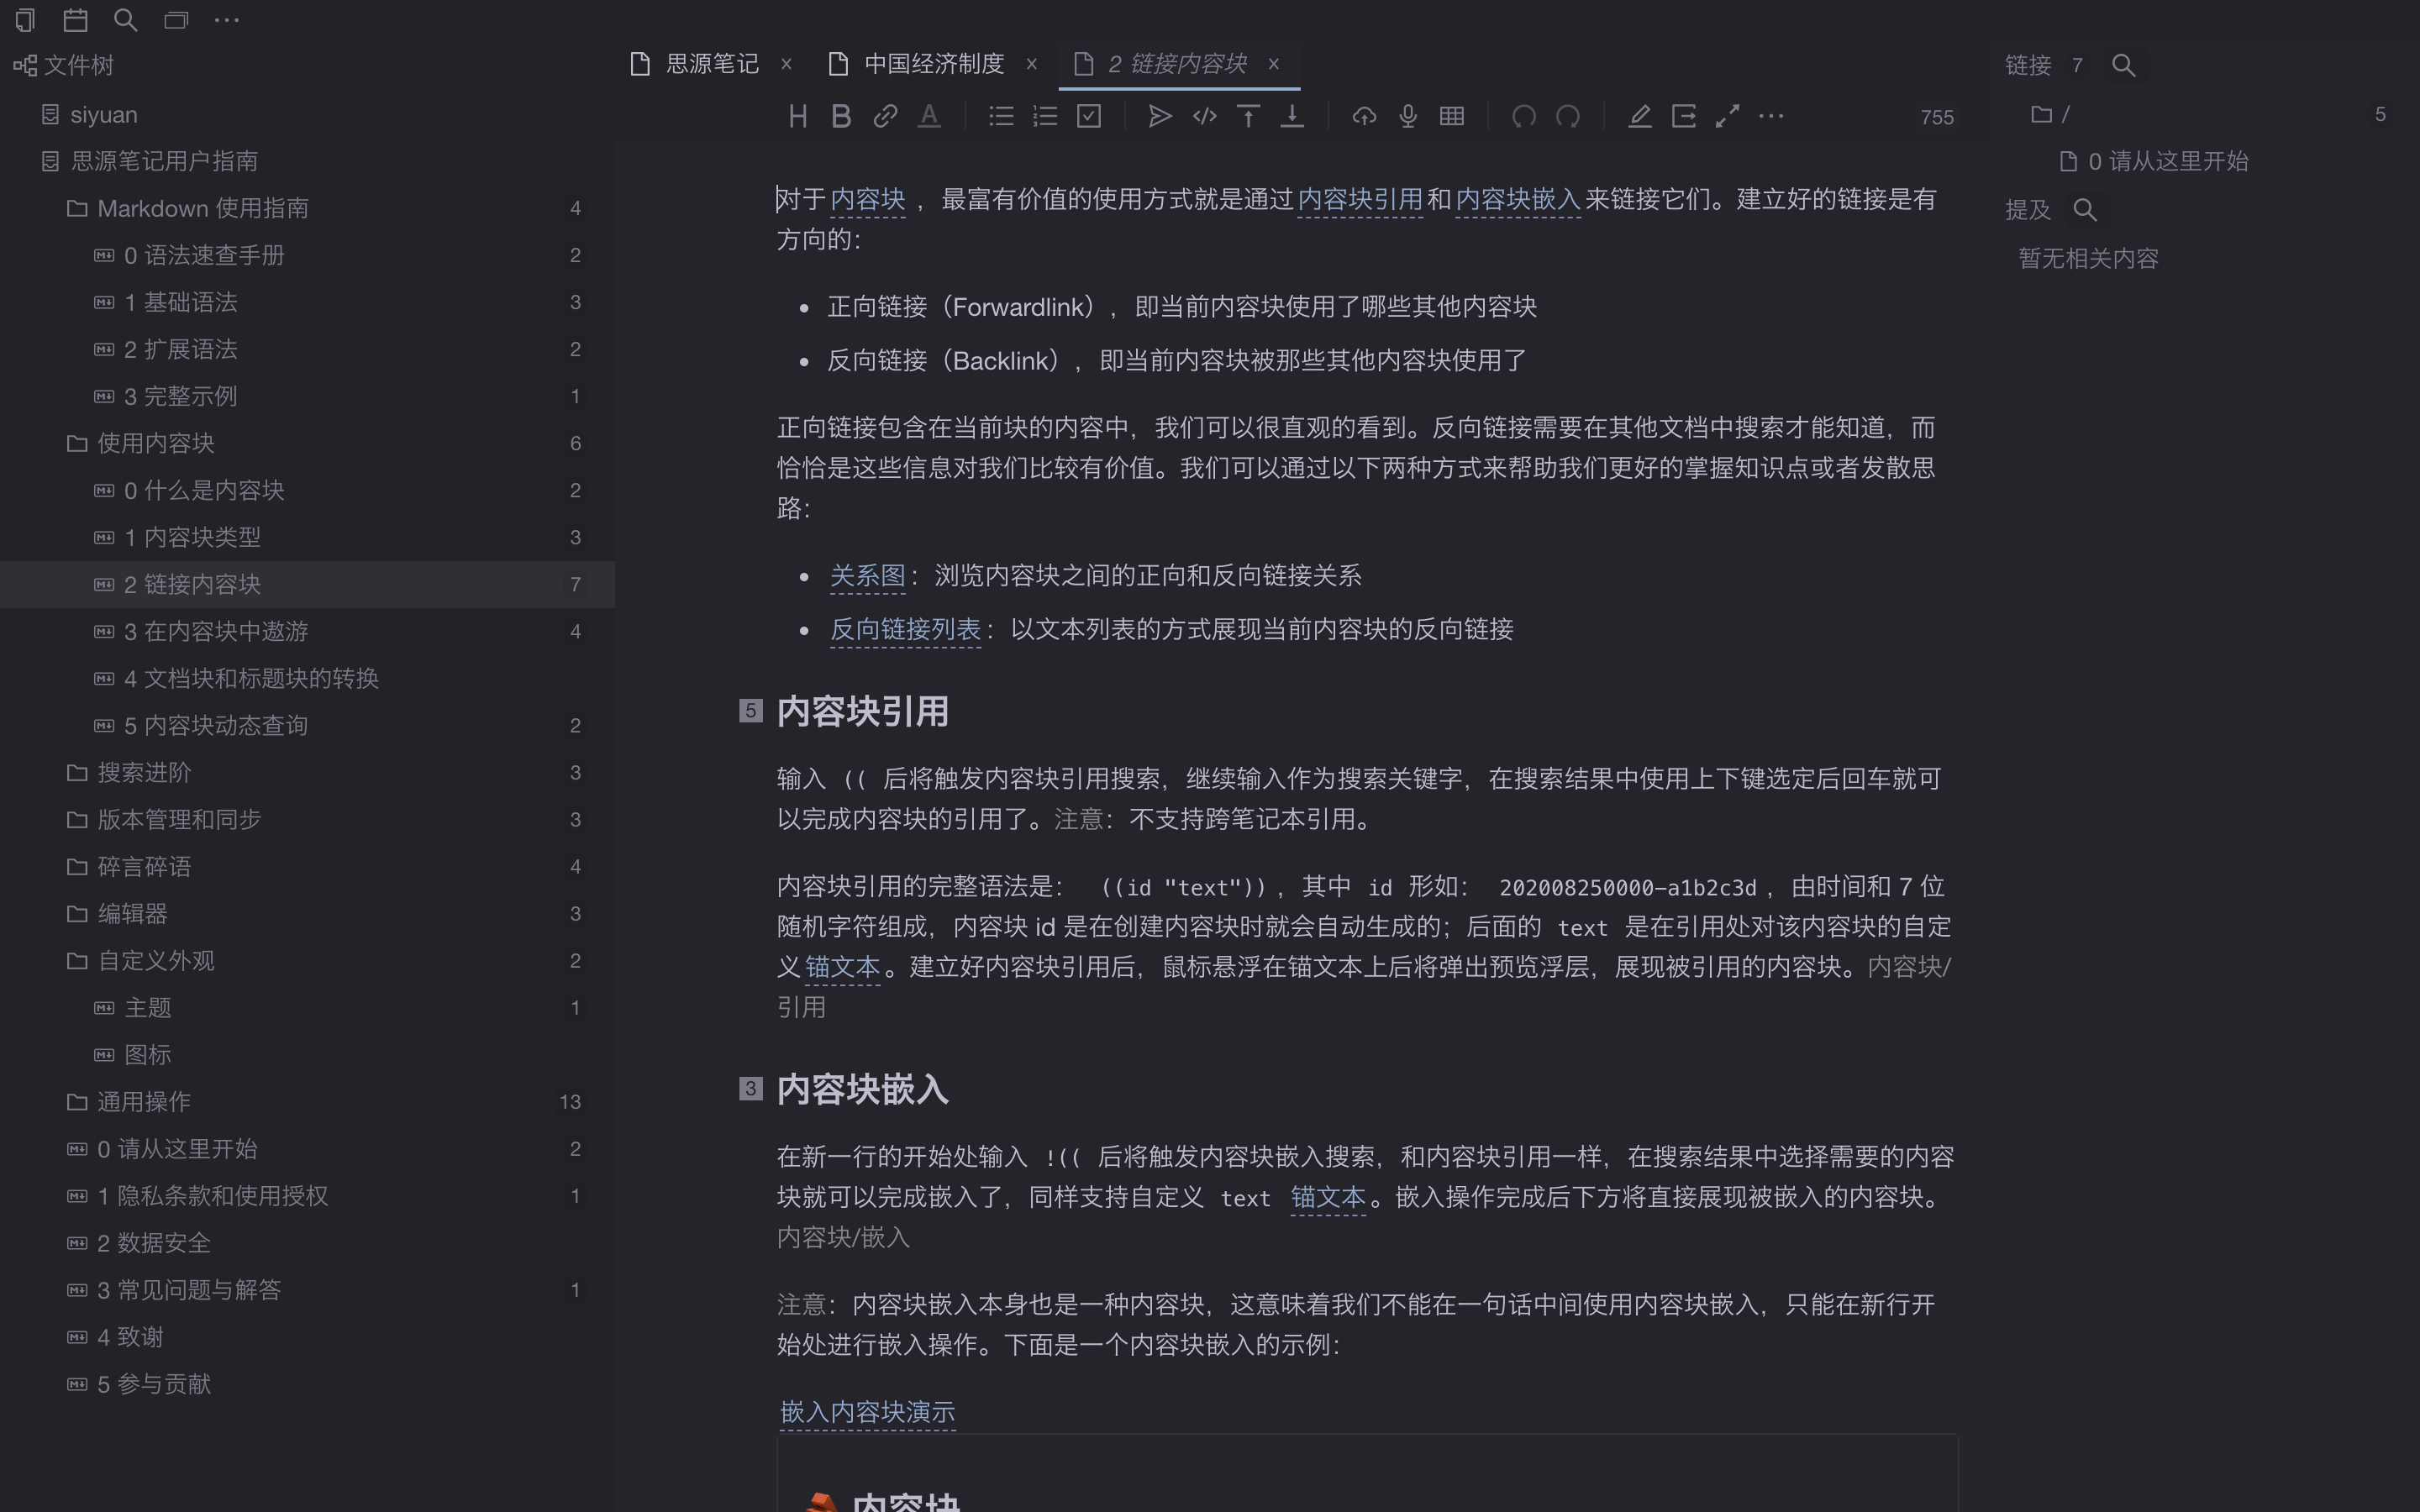 文件树
siyuan
思源笔记用户指南
Markdown 使用指南 4
0 语法速查手册 2
1 基础语法 3
2 扩展语法 2
3 完整示例 1
使用内容块 6
0 什么是内容块 2
1 内容块类型 3
2 链接内容块 7
3 在内容块中遨游 4
4 文档块和标题块的转换
5 内容块动态查询 2
搜索进阶 3
版本管理和同步 3
碎言碎语 4
编辑器 3
自定义外观 2
主题 1
图标
通用操作 13
0 请从这里开始 2
1 隐私条款和使用授权 1
2 数据安全
3 常见问题与解答 1
4 致谢
5 参与贡献
思源笔记 × 中国经济制度 × 2 链接内容块 ×
755
对于 内容块 ，最富有价值的使用方式就是通过 内容块引用 和 内容块嵌入 来链接它们。建立好的链接是有
方向的：
• 正向链接（Forwardlink），即当前内容块使用了哪些其他内容块
• 反向链接（Backlink），即当前内容块被那些其他内容块使用了
正向链接包含在当前块的内容中，我们可以很直观的看到。反向链接需要在其他文档中搜索才能知道，而
恰恰是这些信息对我们比较有价值。我们可以通过以下两种方式来帮助我们更好的掌握知识点或者发散思
路：
• 关系图 ：浏览内容块之间的正向和反向链接关系
• 反向链接列表 ：以文本列表的方式展现当前内容块的反向链接
5 内容块引用
输入 (( 后将触发内容块引用搜索，继续输入作为搜索关键字，在搜索结果中使用上下键选定后回车就可
以完成内容块的引用了。注意：不支持跨笔记本引用。
内容块引用的完整语法是： ((id "text")) ，其中 id 形如： 202008250000-a1b2c3d ，由时间和 7 位
随机字符组成，内容块 id 是在创建内容块时就会自动生成的；后面的 text 是在引用处对该内容块的自定
义 锚文本 。建立好内容块引用后，鼠标悬浮在锚文本上后将弹出预览浮层，展现被引用的内容块。内容块/
引用
3 内容块嵌入
在新一行的开始处输入 !(( 后将触发内容块嵌入搜索，和内容块引用一样，在搜索结果中选择需要的内容
块就可以完成嵌入了，同样支持自定义 text 锚文本 。嵌入操作完成后下方将直接展现被嵌入的内容块。
内容块/嵌入
注意：内容块嵌入本身也是一种内容块，这意味着我们不能在一句话中间使用内容块嵌入，只能在新行开
始处进行嵌入操作。下面是一个内容块嵌入的示例：
嵌入内容块演示
内容块
链接 7
/ 5
0 请从这里开始
提及
暂无相关内容